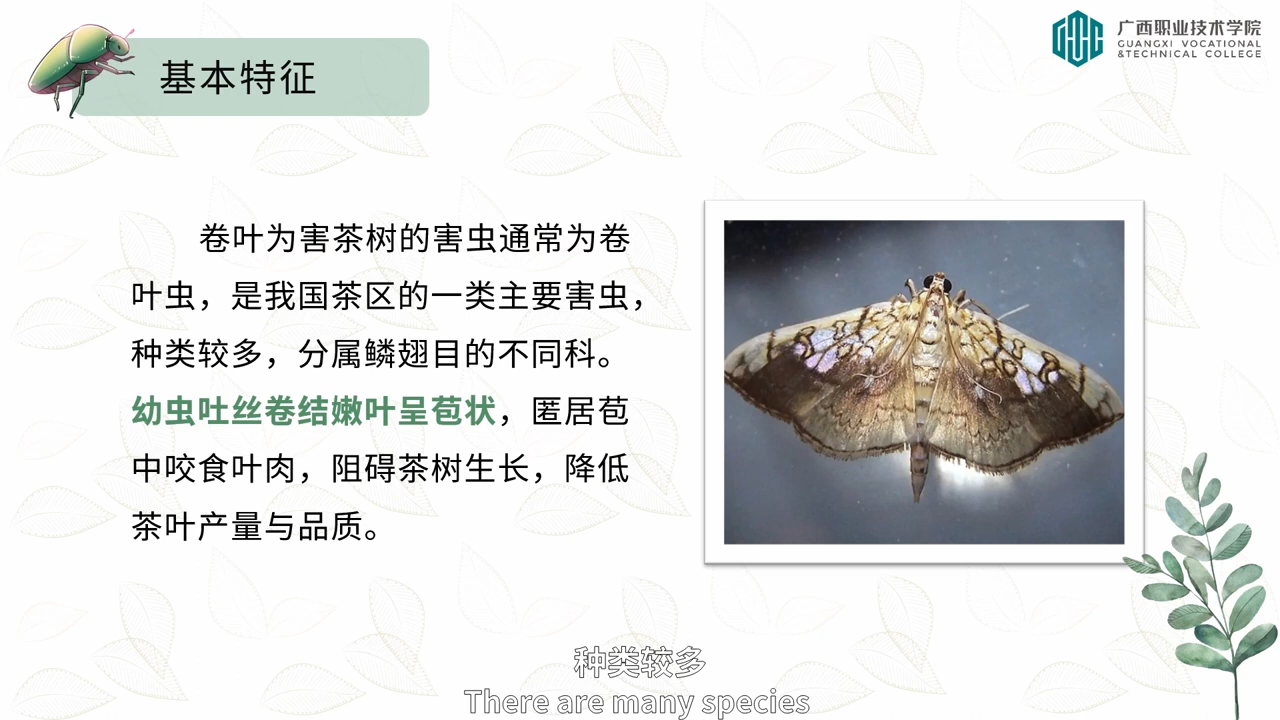 基本特征
广西职业技术学院
GUANGXI VOCATIONAL
&TECHNICAL COLLEGE
卷叶为害茶树的害虫通常为卷
叶虫，是我国茶区的一类主要害虫，
种类较多，分属鳞翅目的不同科。
幼虫吐丝卷结嫩叶呈苞状，匿居苞
中咬食叶肉，阻碍茶树生长，降低
茶叶产量与品质。
种类较多
There are many species